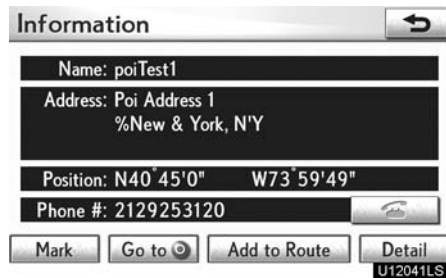 Information
Name: poiTest1
Address: Poi Address 1
%New & York, N'Y
Position: N40°45'0" W73°59'49"
Phone #: 2129253120
Mark Go to Add to Route Detail
U12041LS